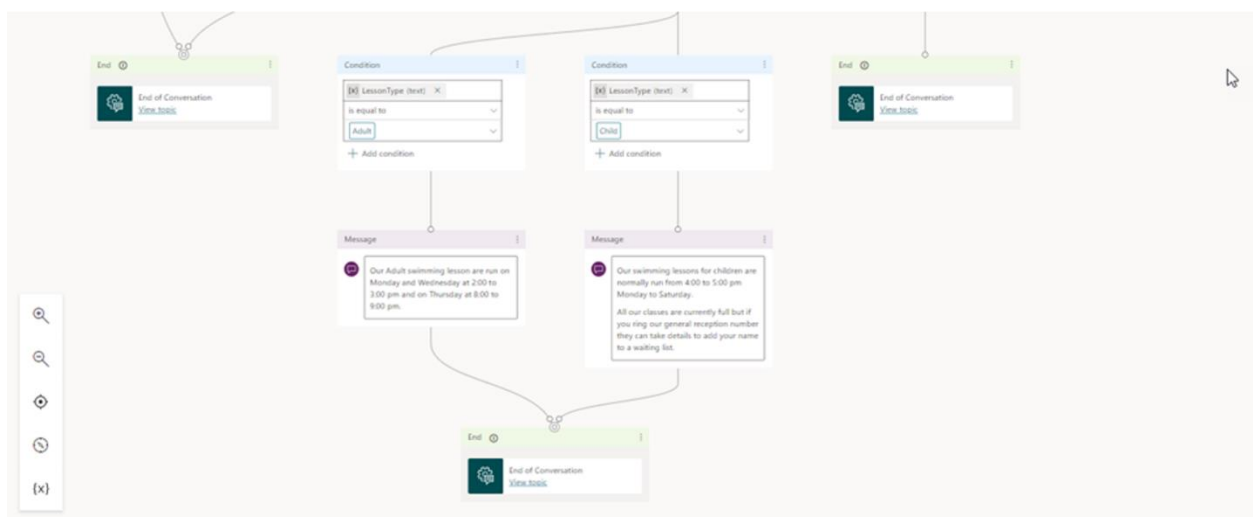 End
End of Conversation
View topic
Condition
{x} LessonType (text) ×
is equal to
Adult
+ Add condition
Condition
{x} LessonType (text) ×
is equal to
Child
+ Add condition
End
End of Conversation
View topic
Message
Our Adult swimming lesson are run on
Monday and Wednesday at 2:00 to
3:00 pm and on Thursday at 8:00 to
9:00 pm.
Message
Our swimming lessons for children are
normally run from 4:00 to 5:00 pm
Monday to Saturday.
All our classes are currently full but if
you ring our general reception number
they can take details to add your name
to a waiting list.
End
End of Conversation
View topic
{x}